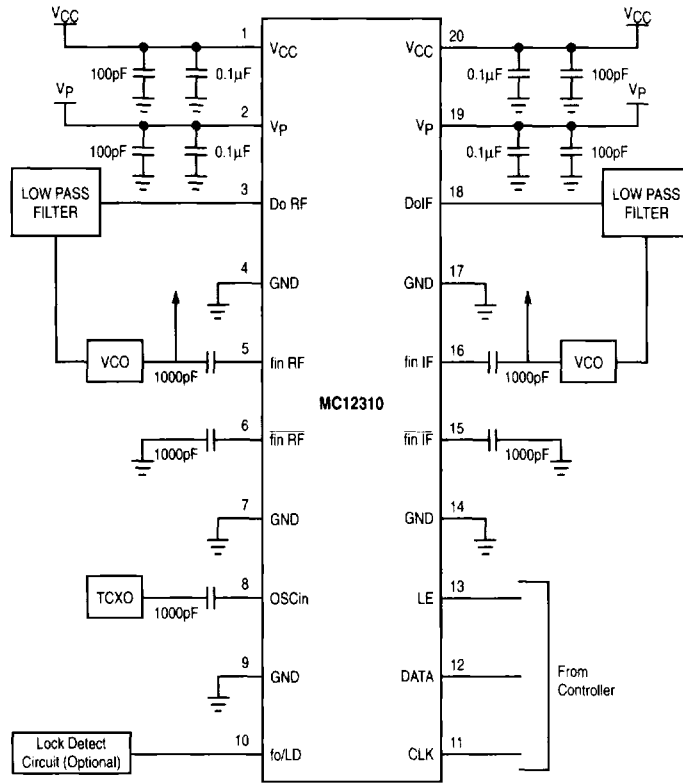 VCC
1
VCC
100pF
0.1μF
VP
2
VP
100pF
0.1μF
LOW PASS
FILTER
3
Do RF
4
GND
VCO
1000pF
5
fin RF
6
fin RF
1000pF
7
GND
TCXO
1000pF
8
OSCin
9
GND
Lock Detect
Circuit (Optional)
10
fo/LD
MC12310
VCC
20
VCC
0.1μF
100pF
VP
19
VP
0.1μF
100pF
DoIF
18
LOW PASS
FILTER
GND
17
fin IF
16
1000pF
VCO
fin IF
15
1000pF
GND
14
LE
13
DATA
12
CLK
11
From
Controller